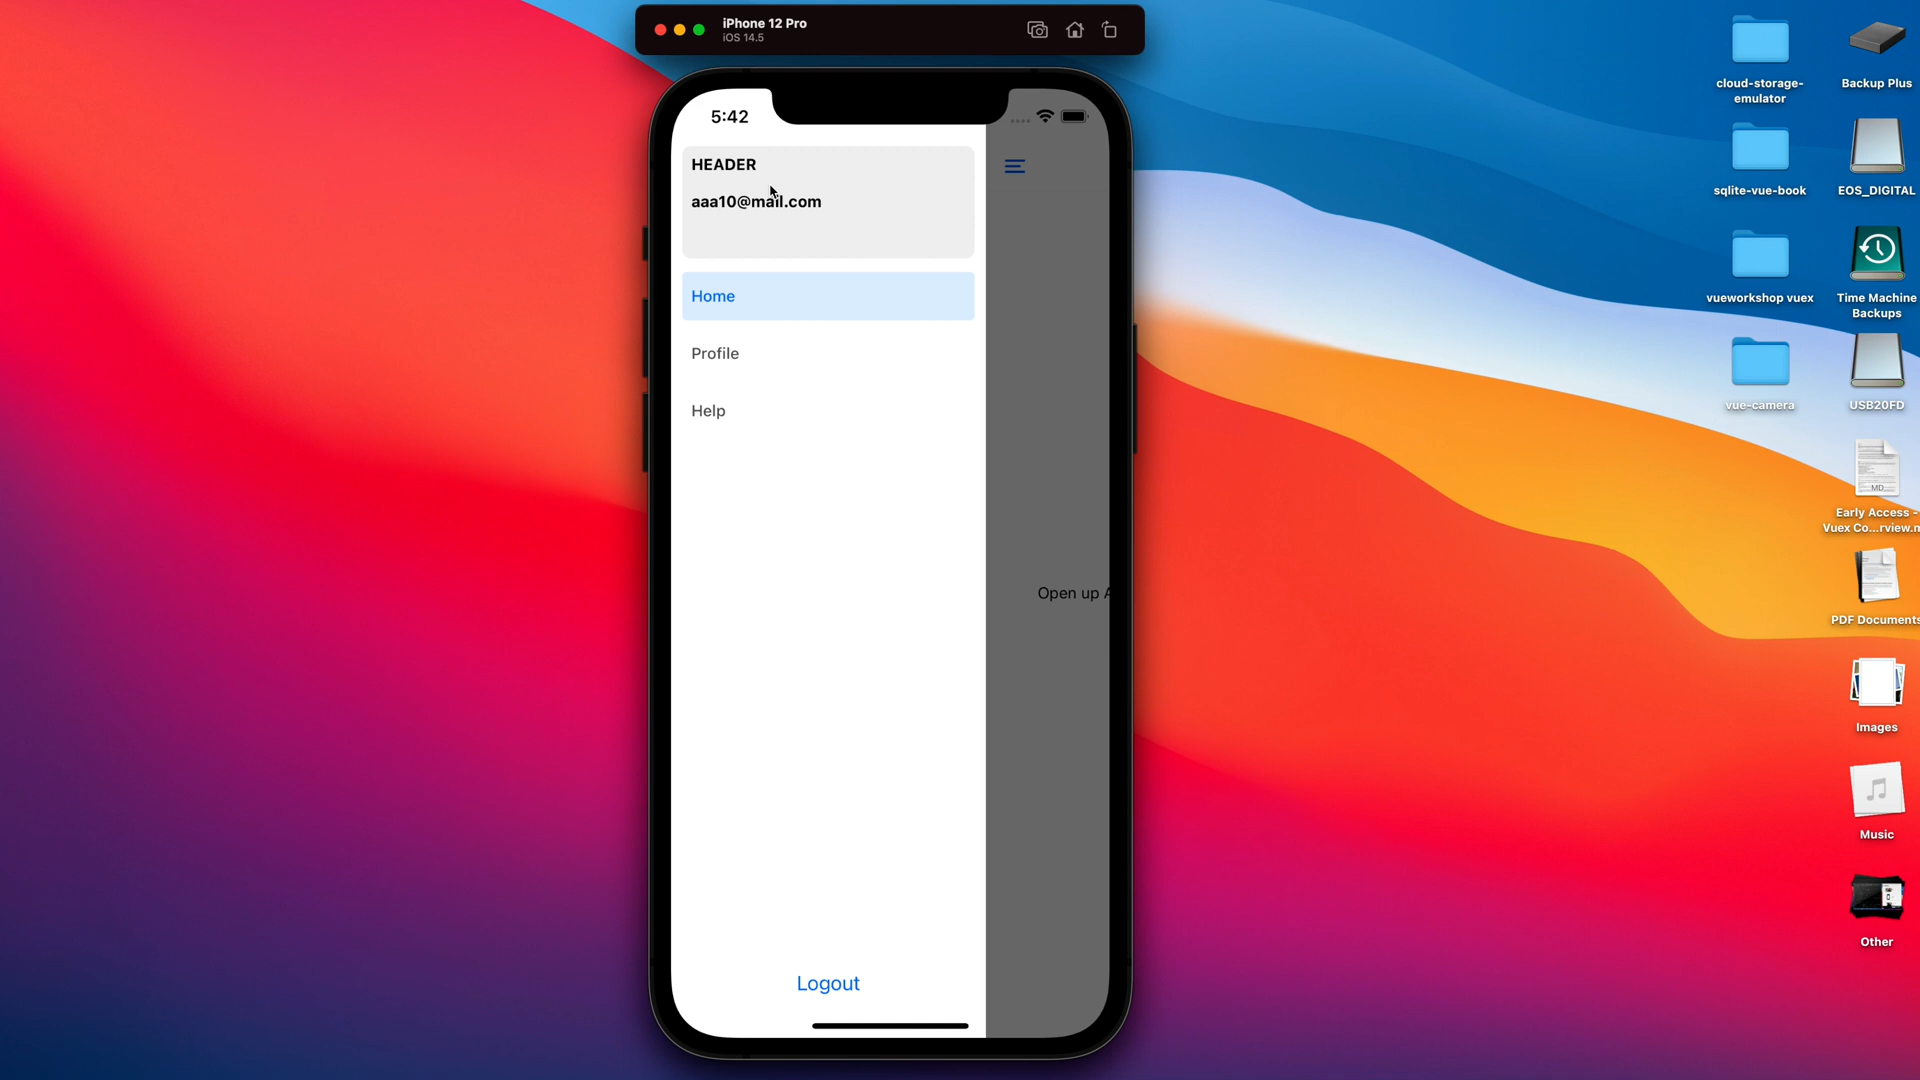 iPhone 12 Pro
iOS 14.5
5:42
HEADER
aaa10@mail.com
Home
Profile
Help
Open up A
Logout
cloud-storage-
emulator
Backup Plus
sqlite-vue-book
EOS_DIGITAL
vueworkshop vuex
Time Machine
Backups
vue-camera
USB20FD
MD
Early Access -
Vuex Co...rview.m
PDF Documents
Images
Music
Other